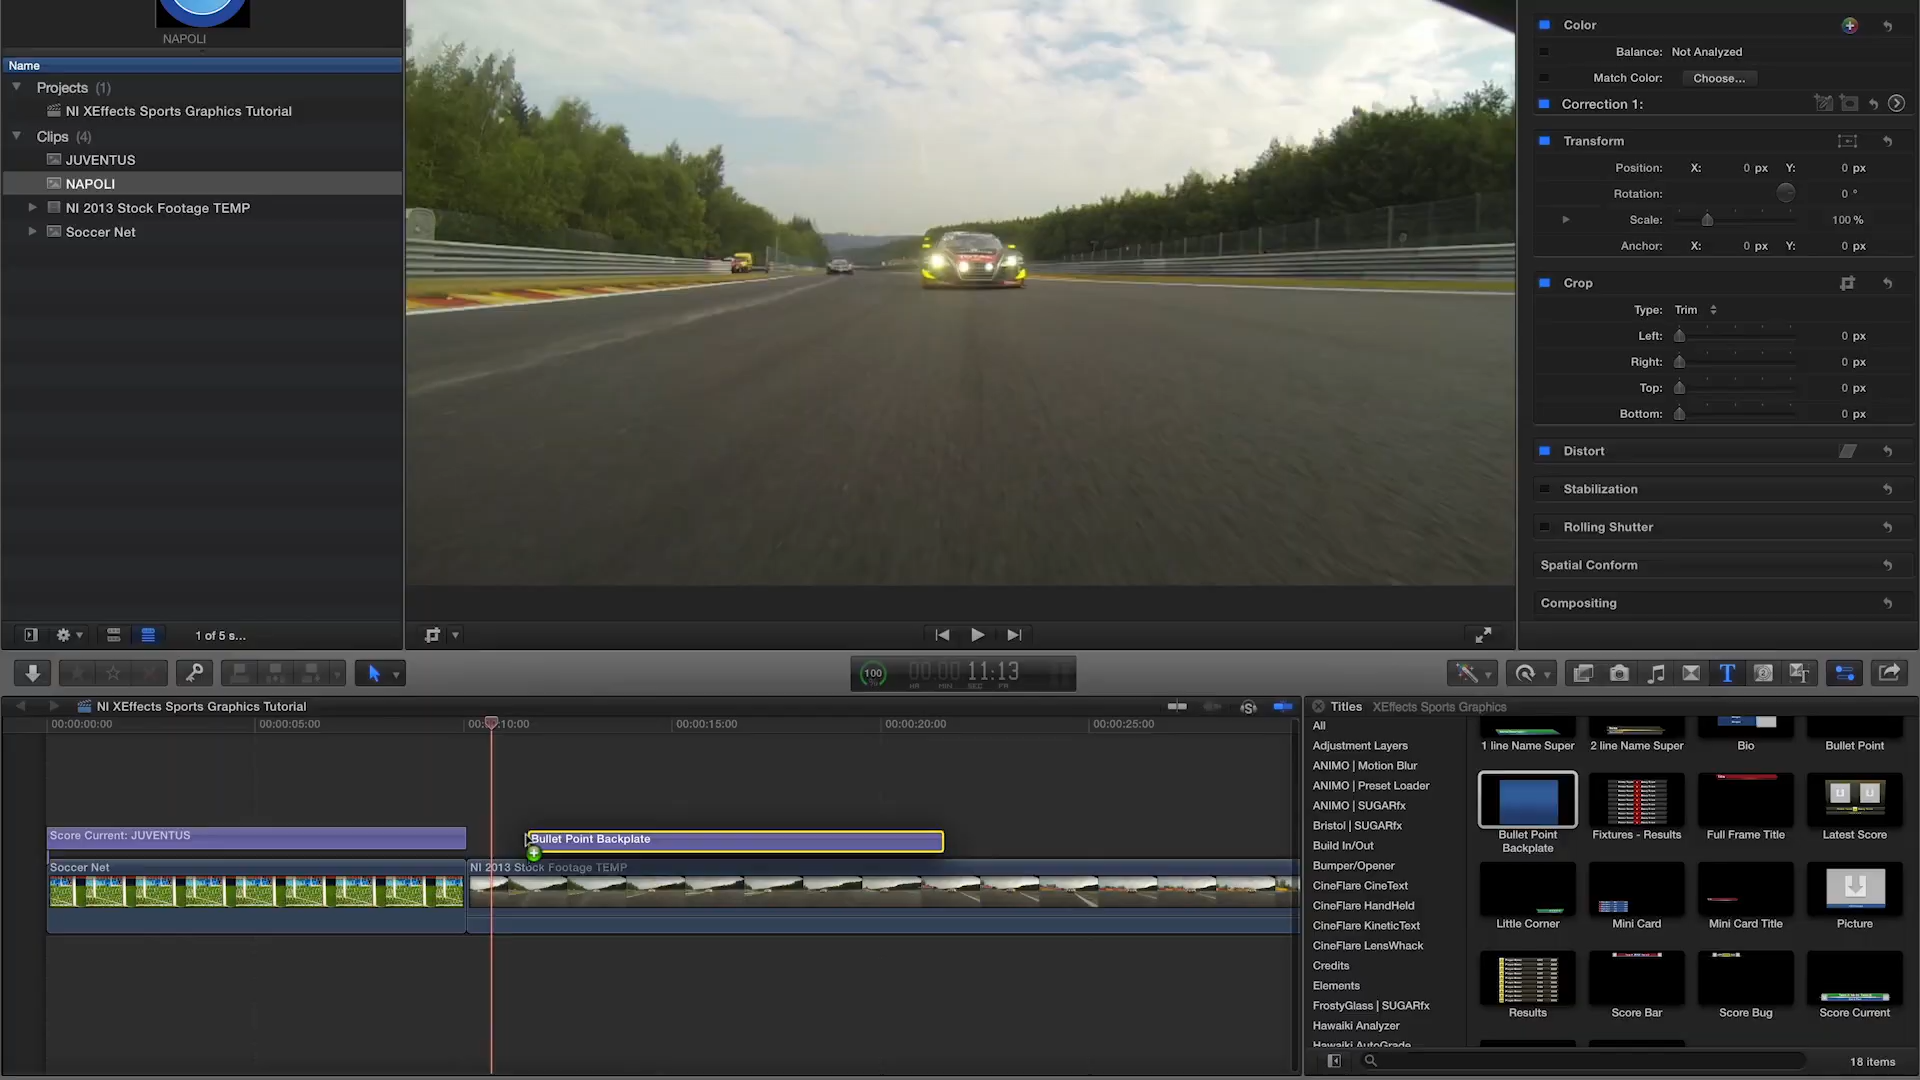 NAPOLI
Name
Projects (1)
NI XEffects Sports Graphics Tutorial
Clips (4)
JUVENTUS
NAPOLI
NI 2013 Stock Footage TEMP
Soccer Net
1 of 5 s...
Color
Balance: Not Analyzed
Match Color: Choose...
Correction 1:
Transform
Position: X: 0 px Y: 0 px
Rotation: 0 °
Scale: 100 %
Anchor: X: 0 px Y: 0 px
Crop
Type: Trim
Left: 0 px
Right: 0 px
Top: 0 px
Bottom: 0 px
Distort
Stabilization
Rolling Shutter
Spatial Conform
Compositing
100 % 00:00 11:13
HR MIN SEC FR
NI XEffects Sports Graphics Tutorial
00:00:00:00 00:00:05:00 00:00:10:00 00:00:15:00 00:00:20:00 00:00:25:00
Score Current: JUVENTUS
Bullet Point Backplate
Soccer Net
NI 2013 Stock Footage TEMP
Titles XEffects Sports Graphics
All
Adjustment Layers
ANIMO | Motion Blur
ANIMO | Preset Loader
ANIMO | SUGARfx
Bristol | SUGARfx
Build In/Out
Bumper/Opener
CineFlare CineText
CineFlare HandHeld
CineFlare KineticText
CineFlare LensWhack
Credits
Elements
FrostyGlass | SUGARfx
Hawaiki Analyzer
Hawaiki AutoGrade
1 line Name Super
2 line Name Super
Bio
Bullet Point
Bullet Point
Backplate
Fixtures - Results
Full Frame Title
Latest Score
Little Corner
Mini Card
Mini Card Title
Picture
Results
Score Bar
Score Bug
Score Current
18 items